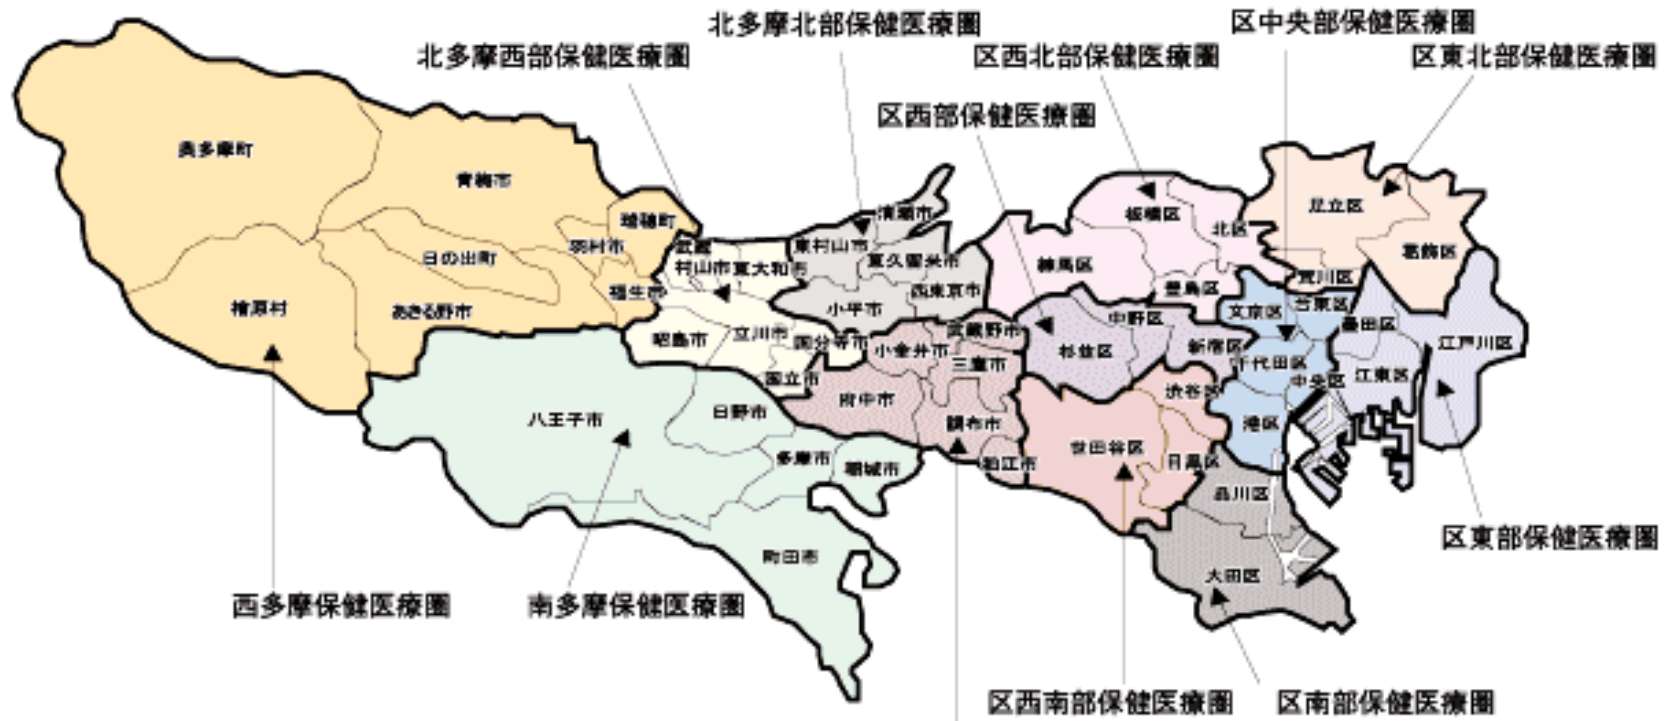 北多摩北部保健医療圏
区中央部保健医療圏
北多摩西部保健医療圏
区西北部保健医療圏
区東北部保健医療圏
区西部保健医療圏
奥多摩町
青梅市
瑞穂町
羽村市
日の出町
福生市
檜原村
あきる野市
武蔵
村山市
東大和市
東村山市
清瀬市
東久留米市
西東京市
小平市
昭島市
立川市
国分寺市
国立市
小金井市
武蔵野市
三鷹市
府中市
調布市
狛江市
八王子市
日野市
多摩市
稲城市
町田市
練馬区
板橋区
北区
豊島区
足立区
葛飾区
荒川区
文京区
台東区
墨田区
江戸川区
中野区
杉並区
新宿区
千代田区
中央区
江東区
渋谷区
港区
世田谷区
目黒区
品川区
大田区
区東部保健医療圏
西多摩保健医療圏
南多摩保健医療圏
区西南部保健医療圏
区南部保健医療圏